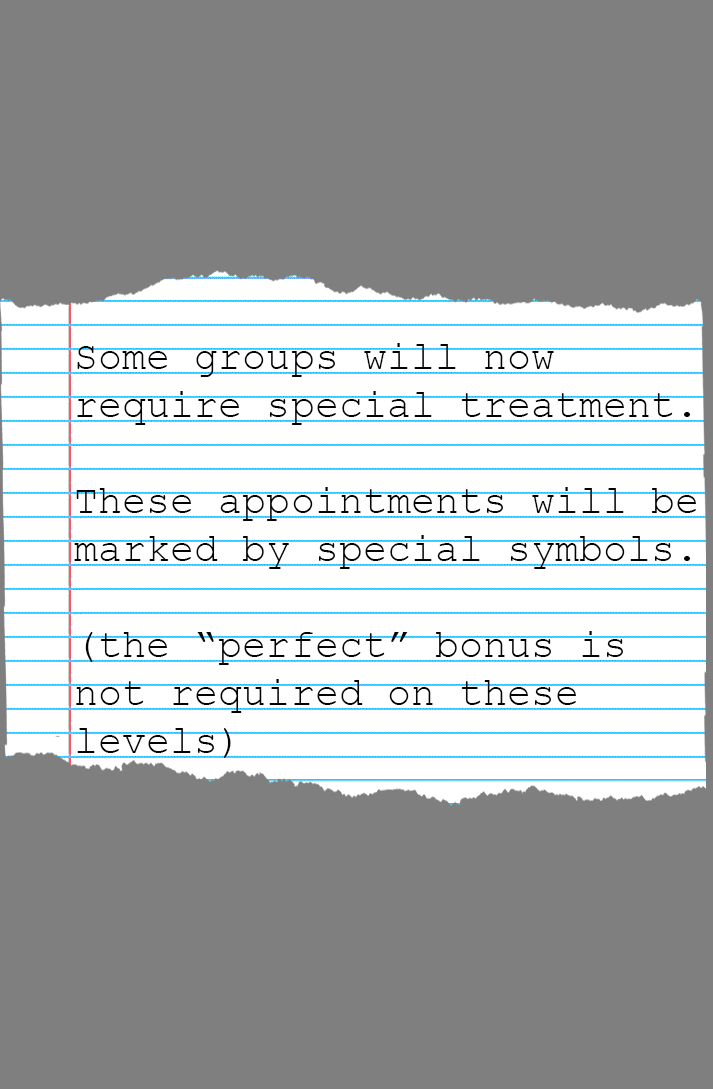 Some groups will now
require special treatment.
These appointments will be
marked by special symbols.
(the “perfect” bonus is
not required on these
levels)